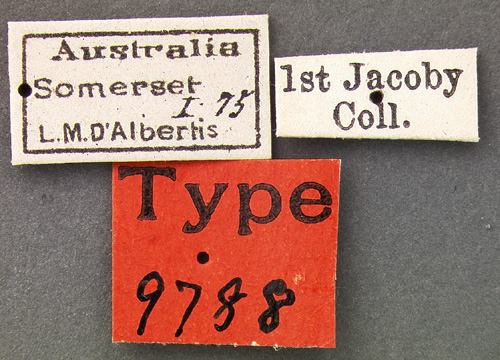 Australia
Somerset
I 75
L.M.D'Albertis
1st Jacoby
Coll.
Type
9788